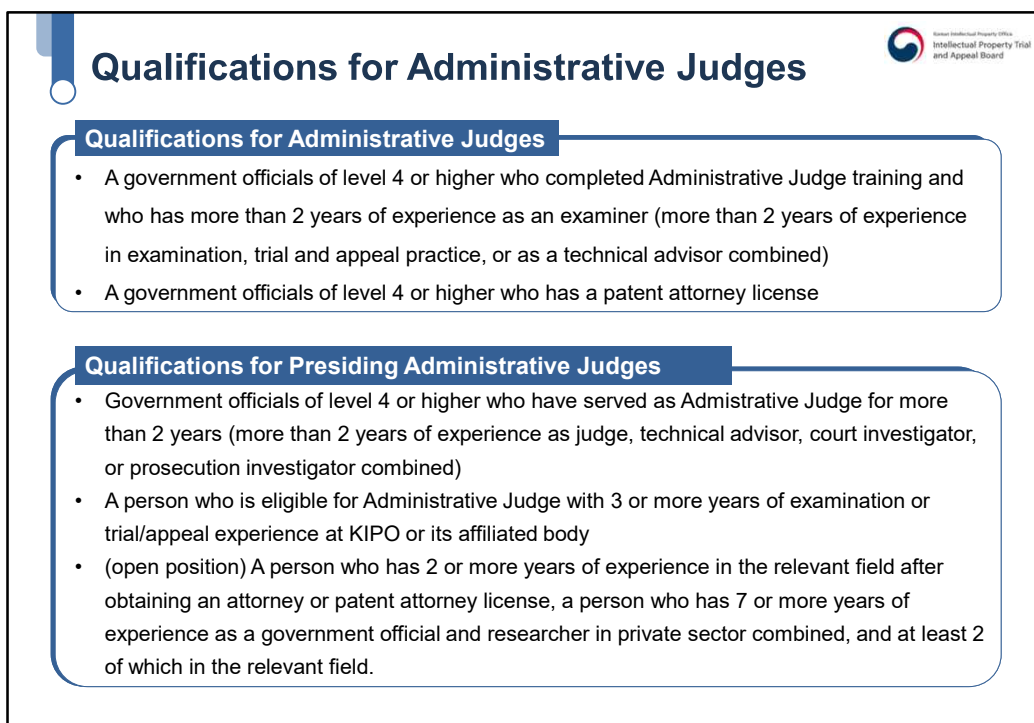 Qualifications for Administrative Judges
Korean Intellectual Property Office
Intellectual Property Trial
and Appeal Board
Qualifications for Administrative Judges
• A government officials of level 4 or higher who completed Administrative Judge training and
who has more than 2 years of experience as an examiner (more than 2 years of experience
in examination, trial and appeal practice, or as a technical advisor combined)
• A government officials of level 4 or higher who has a patent attorney license
Qualifications for Presiding Administrative Judges
• Government officials of level 4 or higher who have served as Admistrative Judge for more
than 2 years (more than 2 years of experience as judge, technical advisor, court investigator,
or prosecution investigator combined)
• A person who is eligible for Administrative Judge with 3 or more years of examination or
trial/appeal experience at KIPO or its affiliated body
• (open position) A person who has 2 or more years of experience in the relevant field after
obtaining an attorney or patent attorney license, a person who has 7 or more years of
experience as a government official and researcher in private sector combined, and at least 2
of which in the relevant field.